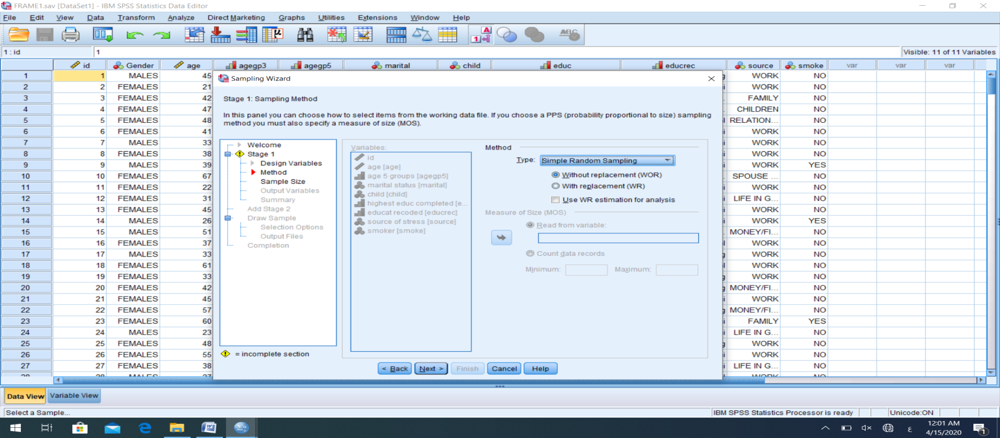 FRAME1.sav [DataSet1] - IBM SPSS Statistics Data Editor
File Edit View Data Transform Analyze Direct Marketing Graphs Utilities Extensions Window Help
1 : id 1 Visible: 11 of 11 Variables
id Gender age agegp3 agegp5 marital child educ educrec source smoke var var var
1 1 MALES 45 WORK NO
2 2 FEMALES 21 WORK NO
3 3 FEMALES 42 FAMILY NO
4 4 FEMALES 47 CHILDREN NO
5 5 FEMALES 48 RELATION... NO
6 6 FEMALES 41 WORK NO
7 7 MALES 33 WORK NO
8 8 FEMALES 38 WORK NO
9 9 MALES 39 WORK YES
10 10 FEMALES 67 SPOUSE ... NO
11 11 FEMALES 22 WORK NO
12 12 FEMALES 31 LIFE IN G... NO
13 13 FEMALES 45 WORK NO
14 14 MALES 26 WORK YES
15 15 MALES 51 MONEY/FI... NO
16 16 FEMALES 37 WORK NO
17 17 MALES 33 WORK NO
18 18 FEMALES 61 WORK NO
19 19 FEMALES 33 WORK NO
20 20 FEMALES 42 MONEY/FI... NO
21 21 FEMALES 45 WORK NO
22 22 FEMALES 57 MONEY/FI... NO
23 23 FEMALES 60 FAMILY YES
24 24 MALES 23 LIFE IN G... NO
25 25 FEMALES 48 WORK NO
26 26 FEMALES 55 WORK NO
27 27 FEMALES 38 LIFE IN G... NO
28 28 MALES 27 WORK NO
Sampling Wizard
Stage 1: Sampling Method
In this panel you can choose how to select items from the working data file. If you choose a PPS (probability proportional to size) sampling
method you must also specify a measure of size (MOS).
Welcome
Stage 1
Design Variables
Method
Sample Size
Output Variables
Summary
Add Stage 2
Draw Sample
Selection Options
Output Files
Completion
= incomplete section
Variables:
id
age [age]
age 5 groups [agegp5]
marital status [marital]
child [child]
highest educ completed [e...
educat recoded [educrec]
source of stress [source]
smoker [smoke]
Method
Type: Simple Random Sampling
Without replacement (WOR)
With replacement (WR)
Use WR estimation for analysis
Measure of Size (MOS)
Read from variable:
Count data records
Minimum: Maximum:
< Back Next > Finish Cancel Help
Data View Variable View
Select a Sample... IBM SPSS Statistics Processor is ready Unicode:ON
ع 12:01 AM
4/15/2020 1